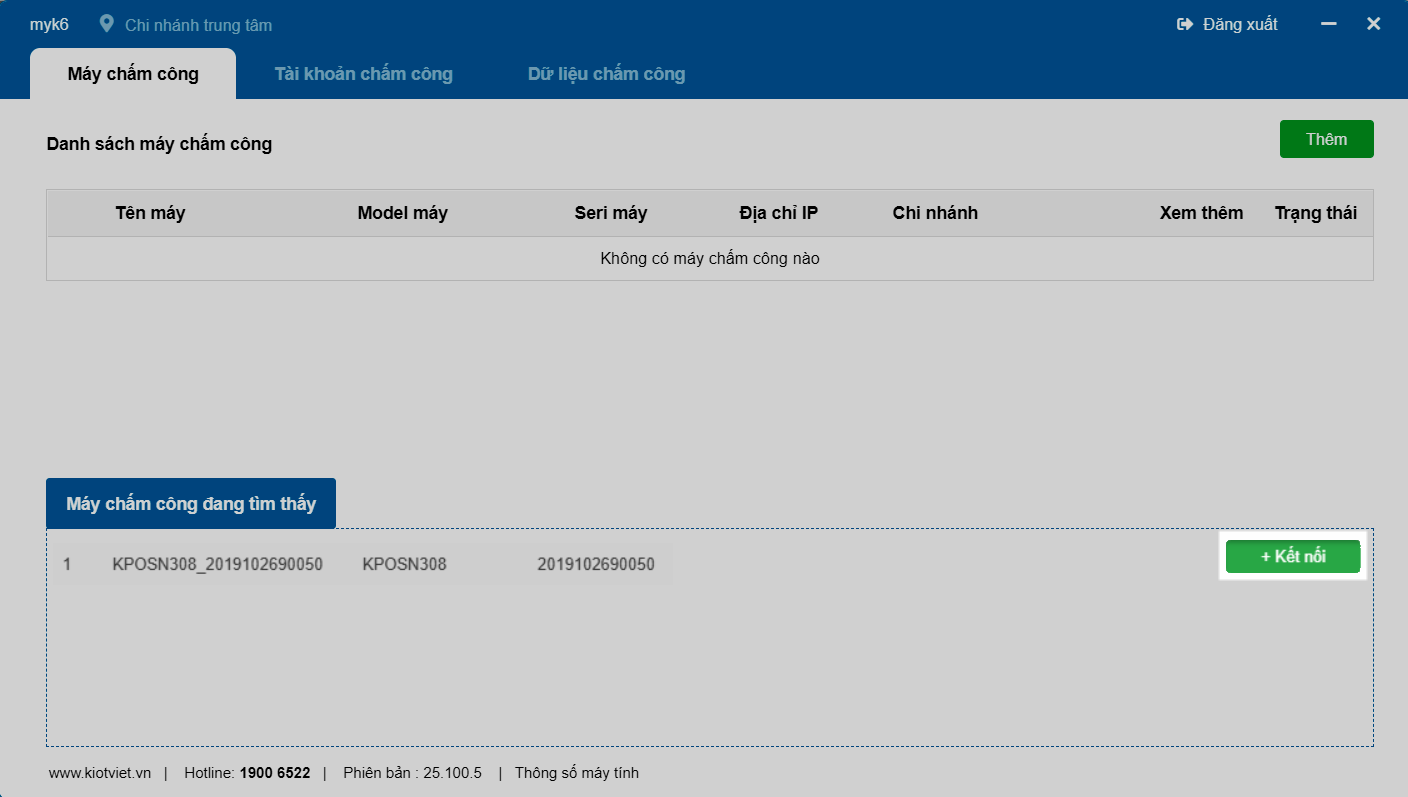 myk6 Chi nhánh trung tâm Đăng xuất
Máy chấm công Tài khoản chấm công Dữ liệu chấm công
Danh sách máy chấm công Thêm
Tên máy Model máy Seri máy Địa chỉ IP Chi nhánh Xem thêm Trạng thái
Không có máy chấm công nào
Máy chấm công đang tìm thấy
1 KPOSN308_2019102690050 KPOSN308 2019102690050 + Kết nối
www.kiotviet.vn | Hotline: 1900 6522 | Phiên bản : 25.100.5 | Thông số máy tính